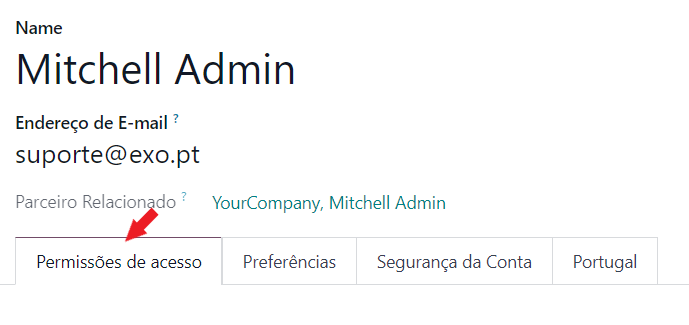 Name
Mitchell Admin
Endereço de E-mail ?
suporte@exo.pt
Parceiro Relacionado ? YourCompany, Mitchell Admin
Permissões de acesso Preferências Segurança da Conta Portugal